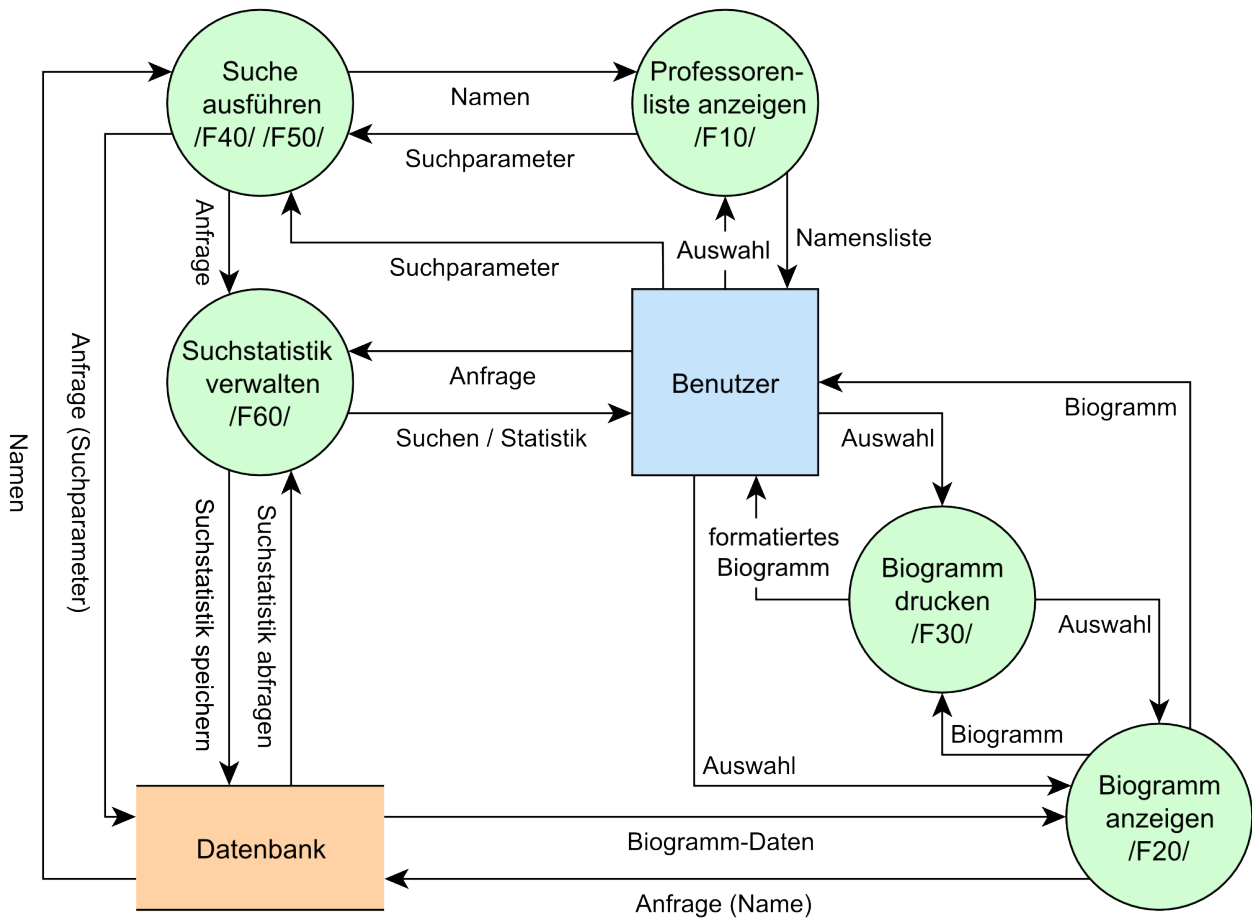 Suche
ausführen
/F40/ /F50/
Namen
Suchparameter
Professoren-
liste anzeigen
/F10/
Anfrage
Suchparameter
Auswahl
Namensliste
Suchstatistik
verwalten
/F60/
Anfrage
Suchen / Statistik
Benutzer
Biogramm
Auswahl
Namen
Anfrage (Suchparameter)
Suchstatistik speichern
Suchstatistik abfragen
formatiertes
Biogramm
Biogramm
drucken
/F30/
Auswahl
Biogramm
Auswahl
Biogramm
anzeigen
/F20/
Datenbank
Biogramm-Daten
Anfrage (Name)